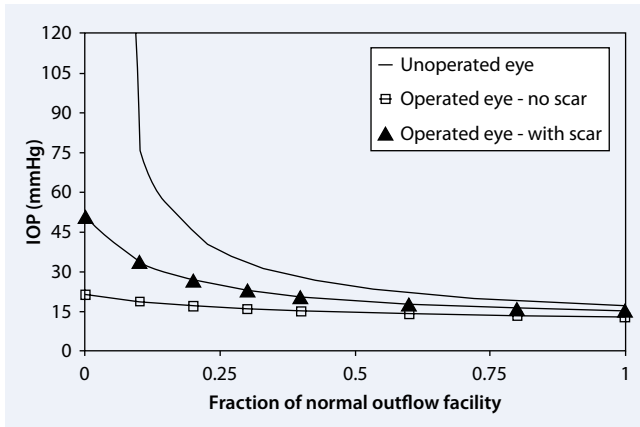 120
105
90
75
60
45
30
15
0
IOP (mmHg)
Unoperated eye
Operated eye - no scar
Operated eye - with scar
0 0.25 0.5 0.75 1
Fraction of normal outflow facility